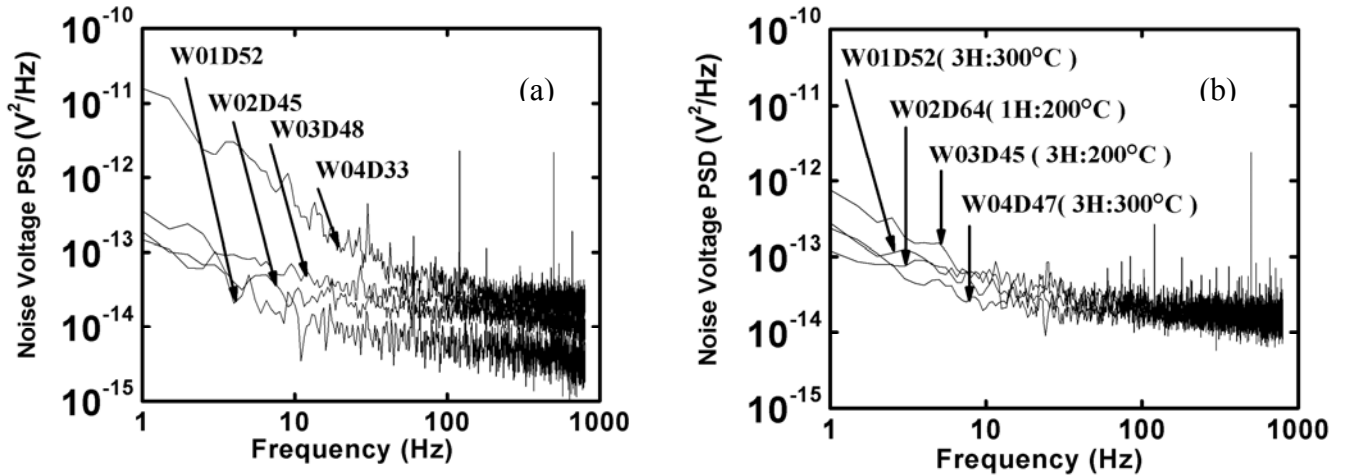 10⁻¹⁰
10⁻¹¹
10⁻¹²
10⁻¹³
10⁻¹⁴
10⁻¹⁵
Noise Voltage PSD (V²/Hz)
W01D52
W02D45
W03D48
W04D33
(a)
1 10 100 1000
Frequency (Hz)
10⁻¹⁰
10⁻¹¹
10⁻¹²
10⁻¹³
10⁻¹⁴
10⁻¹⁵
Noise Voltage PSD (V²/Hz)
W01D52( 3H:300°C )
(b)
W02D64( 1H:200°C )
W03D45 ( 3H:200°C )
W04D47( 3H:300°C )
1 10 100 1000
Frequency (Hz)